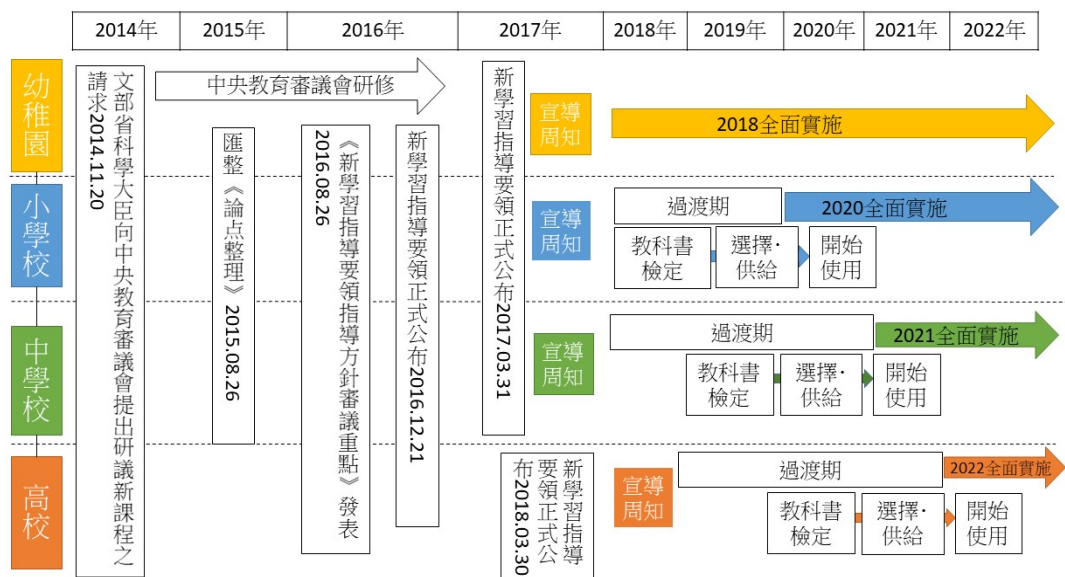 2014年
2015年
2016年
2017年
2018年
2019年
2020年
2021年
2022年
幼稚園
小學校
中學校
高校
文部省科學大臣向中央教育審議會提出研議新課程之
請求2014.11.20
中央教育審議會研修
匯整《論点整理》2015.08.26
《新學習指導要領指導方針審議重點》發表
2016.08.26
新學習指導要領正式公布2016.12.21
新學習指導要領正式公布2017.03.31
宣導
周知
2018全面實施
宣導
周知
過渡期
2020全面實施
教科書
檢定
選擇·
供給
開始
使用
宣導
周知
過渡期
2021全面實施
教科書
檢定
選擇·
供給
開始
使用
新學習指導
要領正式公
布2018.03.30
宣導
周知
過渡期
2022全面實施
教科書
檢定
選擇·
供給
開始
使用